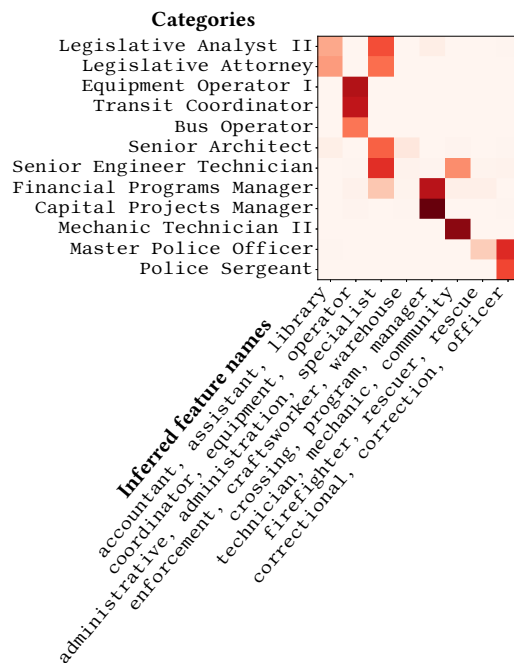 Categories
Legislative Analyst II
Legislative Attorney
Equipment Operator I
Transit Coordinator
Bus Operator
Senior Architect
Senior Engineer Technician
Financial Programs Manager
Capital Projects Manager
Mechanic Technician II
Master Police Officer
Police Sergeant
Inferred feature names
accountant, assistant, library
coordinator, equipment, operator
administrative, administration, specialist
enforcement, craftsworker, warehouse
crossing, program, manager
technician, mechanic, community
firefighter, rescuer, rescue
correctional, correction, officer